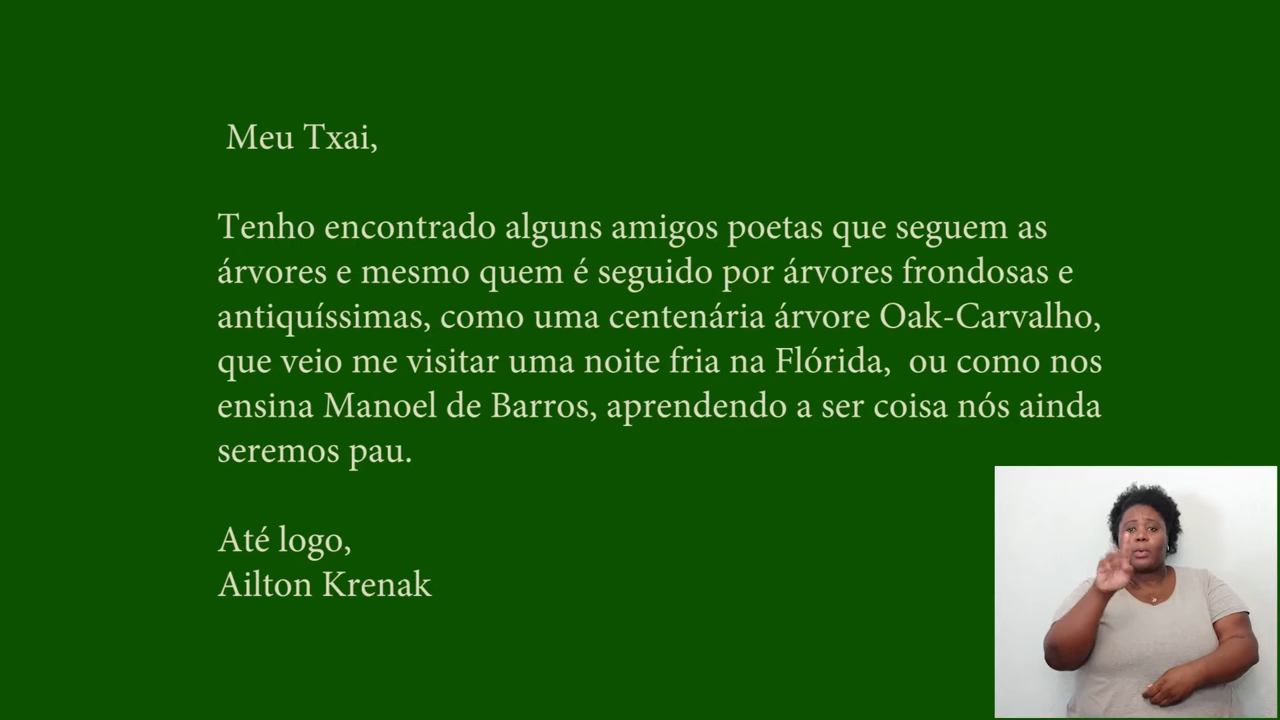 Meu Txai,
Tenho encontrado alguns amigos poetas que seguem as
árvores e mesmo quem é seguido por árvores frondosas e
antiquíssimas, como uma centenária árvore Oak-Carvalho,
que veio me visitar uma noite fria na Flórida, ou como nos
ensina Manoel de Barros, aprendendo a ser coisa nós ainda
seremos pau.
Até logo,
Ailton Krenak